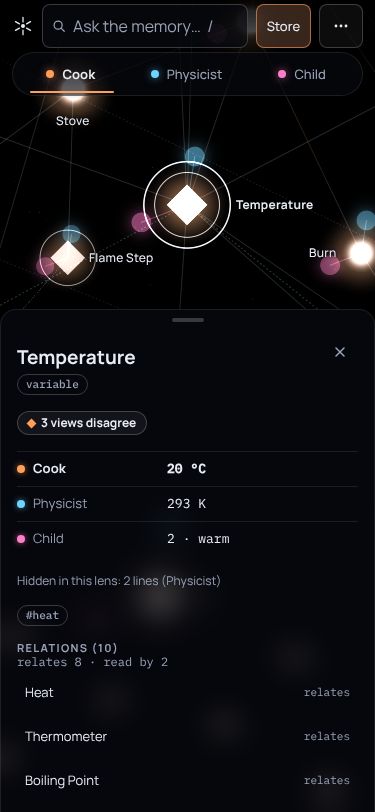 Ask the memory… /
Store
Cook
Physicist
Child
Stove
Temperature
Flame Step
Burn
Temperature
variable
3 views disagree
Cook 20 °C
Physicist 293 K
Child 2 · warm
Hidden in this lens: 2 lines (Physicist)
#heat
RELATIONS (10)
relates 8 · read by 2
Heat relates
Thermometer relates
Boiling Point relates